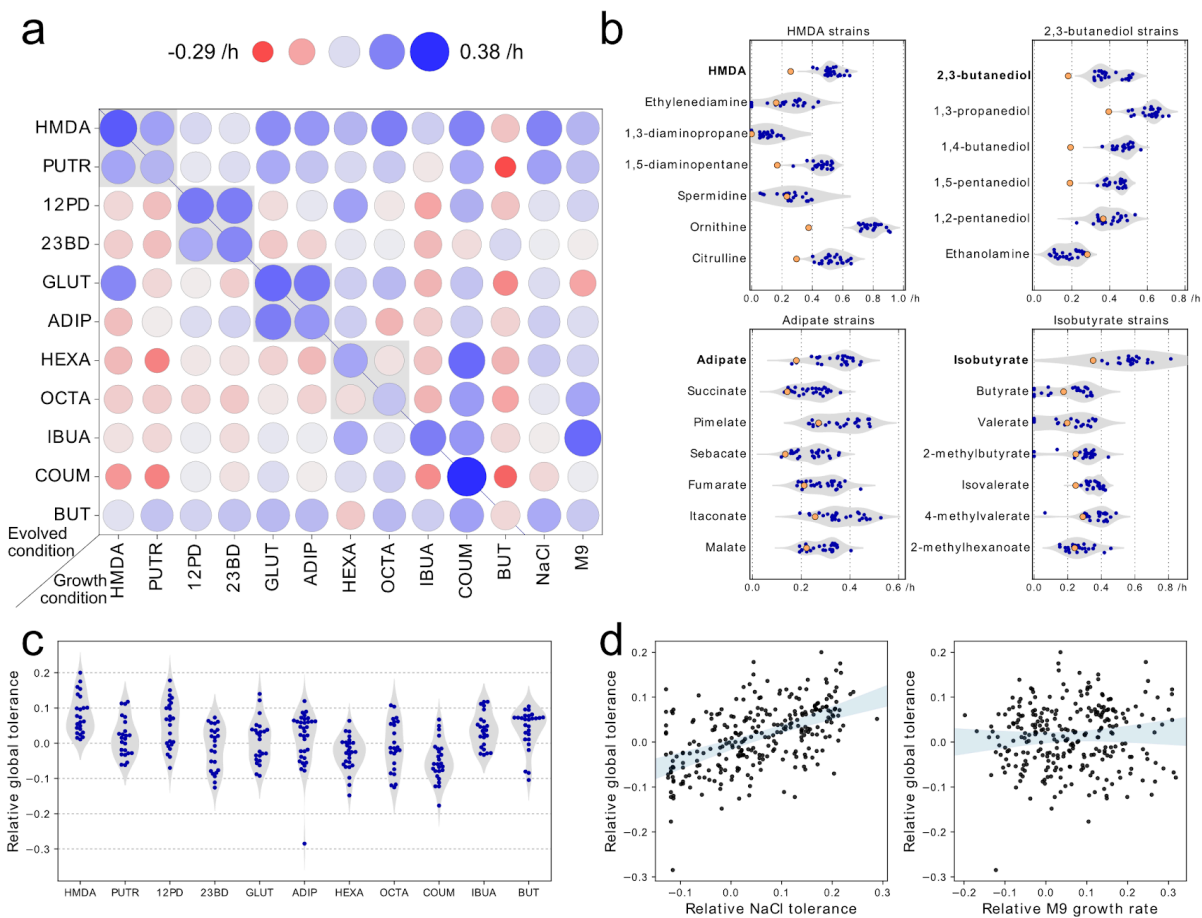 a
-0.29 /h
0.38 /h
HMDA
PUTR
12PD
23BD
GLUT
ADIP
HEXA
OCTA
IBUA
COUM
BUT
Evolved condition
Growth condition
HMDA
PUTR
12PD
23BD
GLUT
ADIP
HEXA
OCTA
IBUA
COUM
BUT
NaCl
M9
b
HMDA strains
HMDA
Ethylenediamine
1,3-diaminopropane
1,5-diaminopentane
Spermidine
Ornithine
Citrulline
0.0 0.2 0.4 0.6 0.8 1.0 /h
2,3-butanediol strains
2,3-butanediol
1,3-propanediol
1,4-butanediol
1,5-pentanediol
1,2-pentanediol
Ethanolamine
0.0 0.2 0.4 0.6 0.8 /h
Adipate strains
Adipate
Succinate
Pimelate
Sebacate
Fumarate
Itaconate
Malate
0.0 0.2 0.4 0.6 /h
Isobutyrate strains
Isobutyrate
Butyrate
Valerate
2-methylbutyrate
Isovalerate
4-methylvalerate
2-methylhexanoate
0.0 0.2 0.4 0.6 0.8 /h
c
Relative global tolerance
0.2
0.1
0.0
−0.1
−0.2
−0.3
HMDA PUTR 12PD 23BD GLUT ADIP HEXA OCTA COUM IBUA BUT
d
Relative global tolerance
0.2
0.1
0.0
−0.1
−0.2
−0.3
−0.1 0.0 0.1 0.2 0.3
Relative NaCl tolerance
Relative global tolerance
0.2
0.1
0.0
−0.1
−0.2
−0.3
−0.2 −0.1 0.0 0.1 0.2 0.3
Relative M9 growth rate